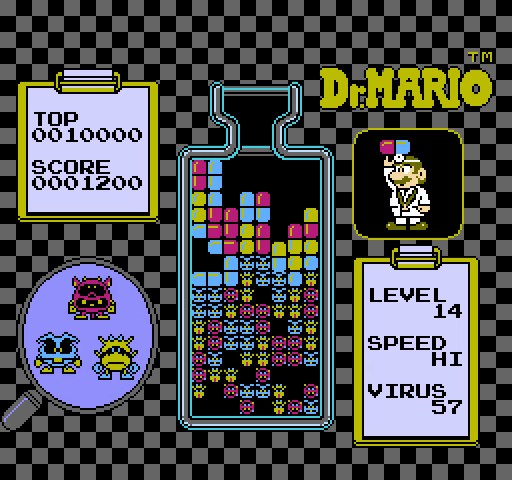 TM
Dr. MARIO
TOP
0010000
SCORE
0001200
LEVEL
14
SPEED
HI
VIRUS
57